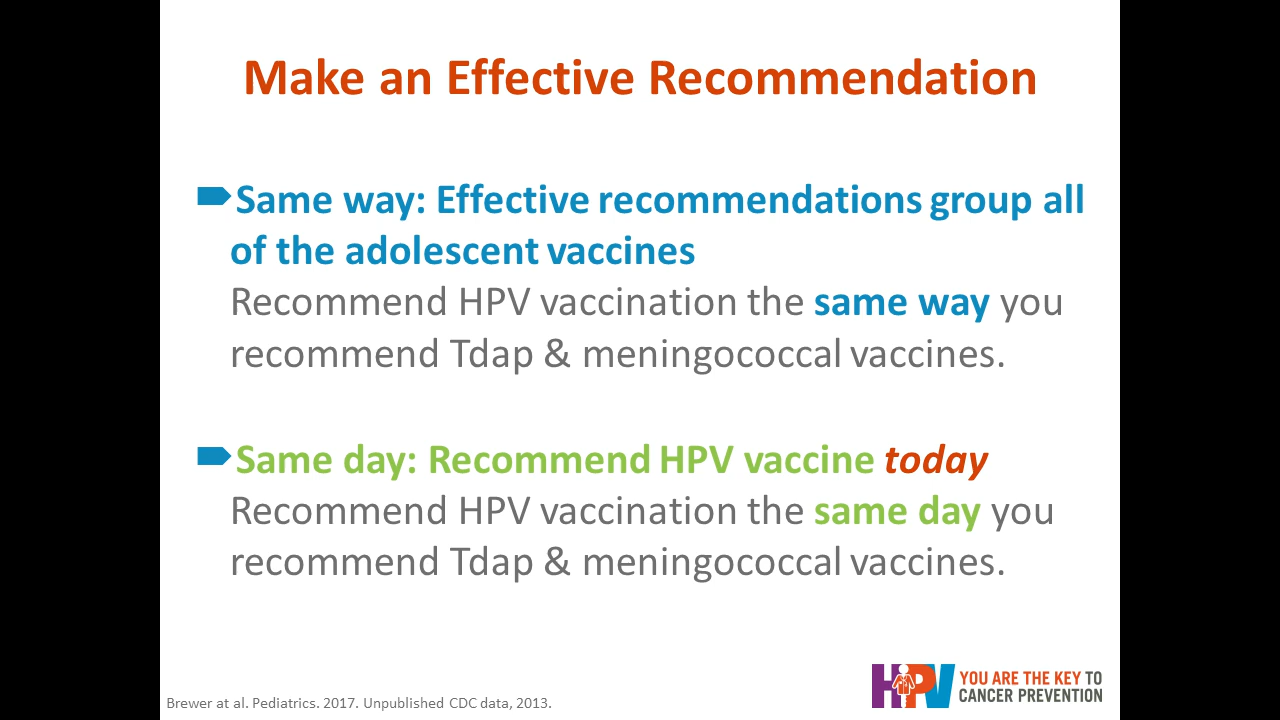 Make an Effective Recommendation
Same way: Effective recommendations group all
of the adolescent vaccines
Recommend HPV vaccination the same way you
recommend Tdap & meningococcal vaccines.
Same day: Recommend HPV vaccine today
Recommend HPV vaccination the same day you
recommend Tdap & meningococcal vaccines.
HPV YOU ARE THE KEY TO
CANCER PREVENTION
Brewer at al. Pediatrics. 2017. Unpublished CDC data, 2013.